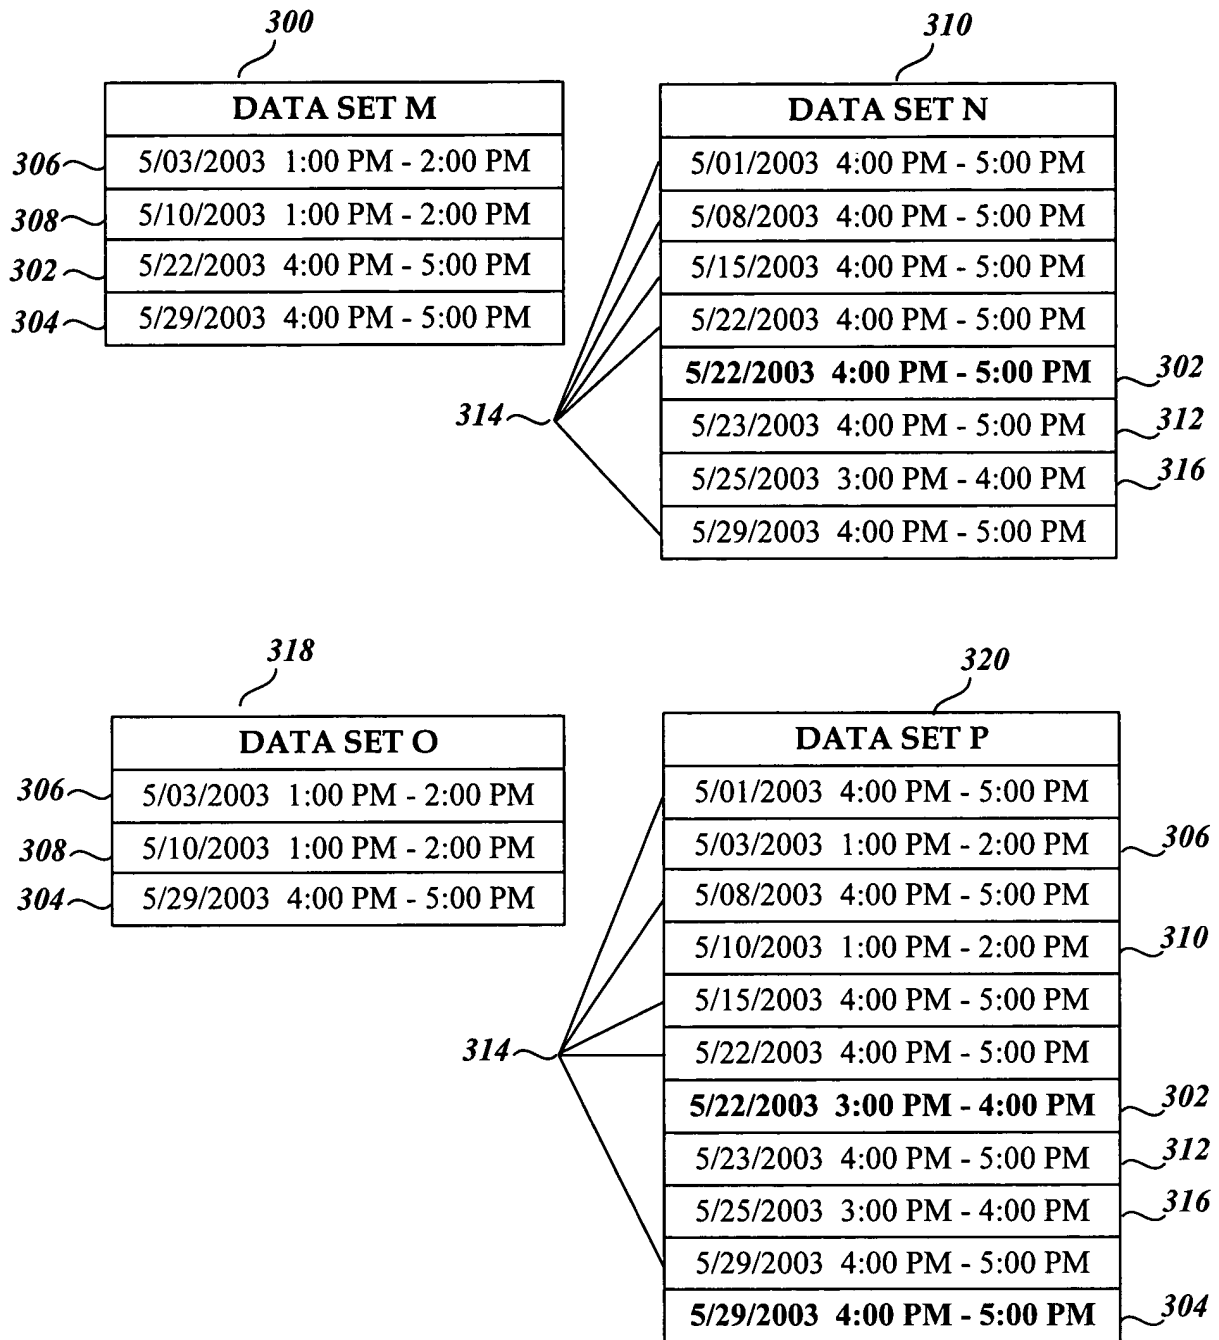 300
DATA SET M
306 5/03/2003 1:00 PM - 2:00 PM
308 5/10/2003 1:00 PM - 2:00 PM
302 5/22/2003 4:00 PM - 5:00 PM
304 5/29/2003 4:00 PM - 5:00 PM
310
DATA SET N
5/01/2003 4:00 PM - 5:00 PM
5/08/2003 4:00 PM - 5:00 PM
5/15/2003 4:00 PM - 5:00 PM
5/22/2003 4:00 PM - 5:00 PM
5/22/2003 4:00 PM - 5:00 PM 302
314
5/23/2003 4:00 PM - 5:00 PM 312
5/25/2003 3:00 PM - 4:00 PM 316
5/29/2003 4:00 PM - 5:00 PM
318
DATA SET O
306 5/03/2003 1:00 PM - 2:00 PM
308 5/10/2003 1:00 PM - 2:00 PM
304 5/29/2003 4:00 PM - 5:00 PM
320
DATA SET P
5/01/2003 4:00 PM - 5:00 PM
5/03/2003 1:00 PM - 2:00 PM 306
5/08/2003 4:00 PM - 5:00 PM
5/10/2003 1:00 PM - 2:00 PM 310
5/15/2003 4:00 PM - 5:00 PM
314
5/22/2003 4:00 PM - 5:00 PM
5/22/2003 3:00 PM - 4:00 PM 302
5/23/2003 4:00 PM - 5:00 PM 312
5/25/2003 3:00 PM - 4:00 PM 316
5/29/2003 4:00 PM - 5:00 PM
5/29/2003 4:00 PM - 5:00 PM 304